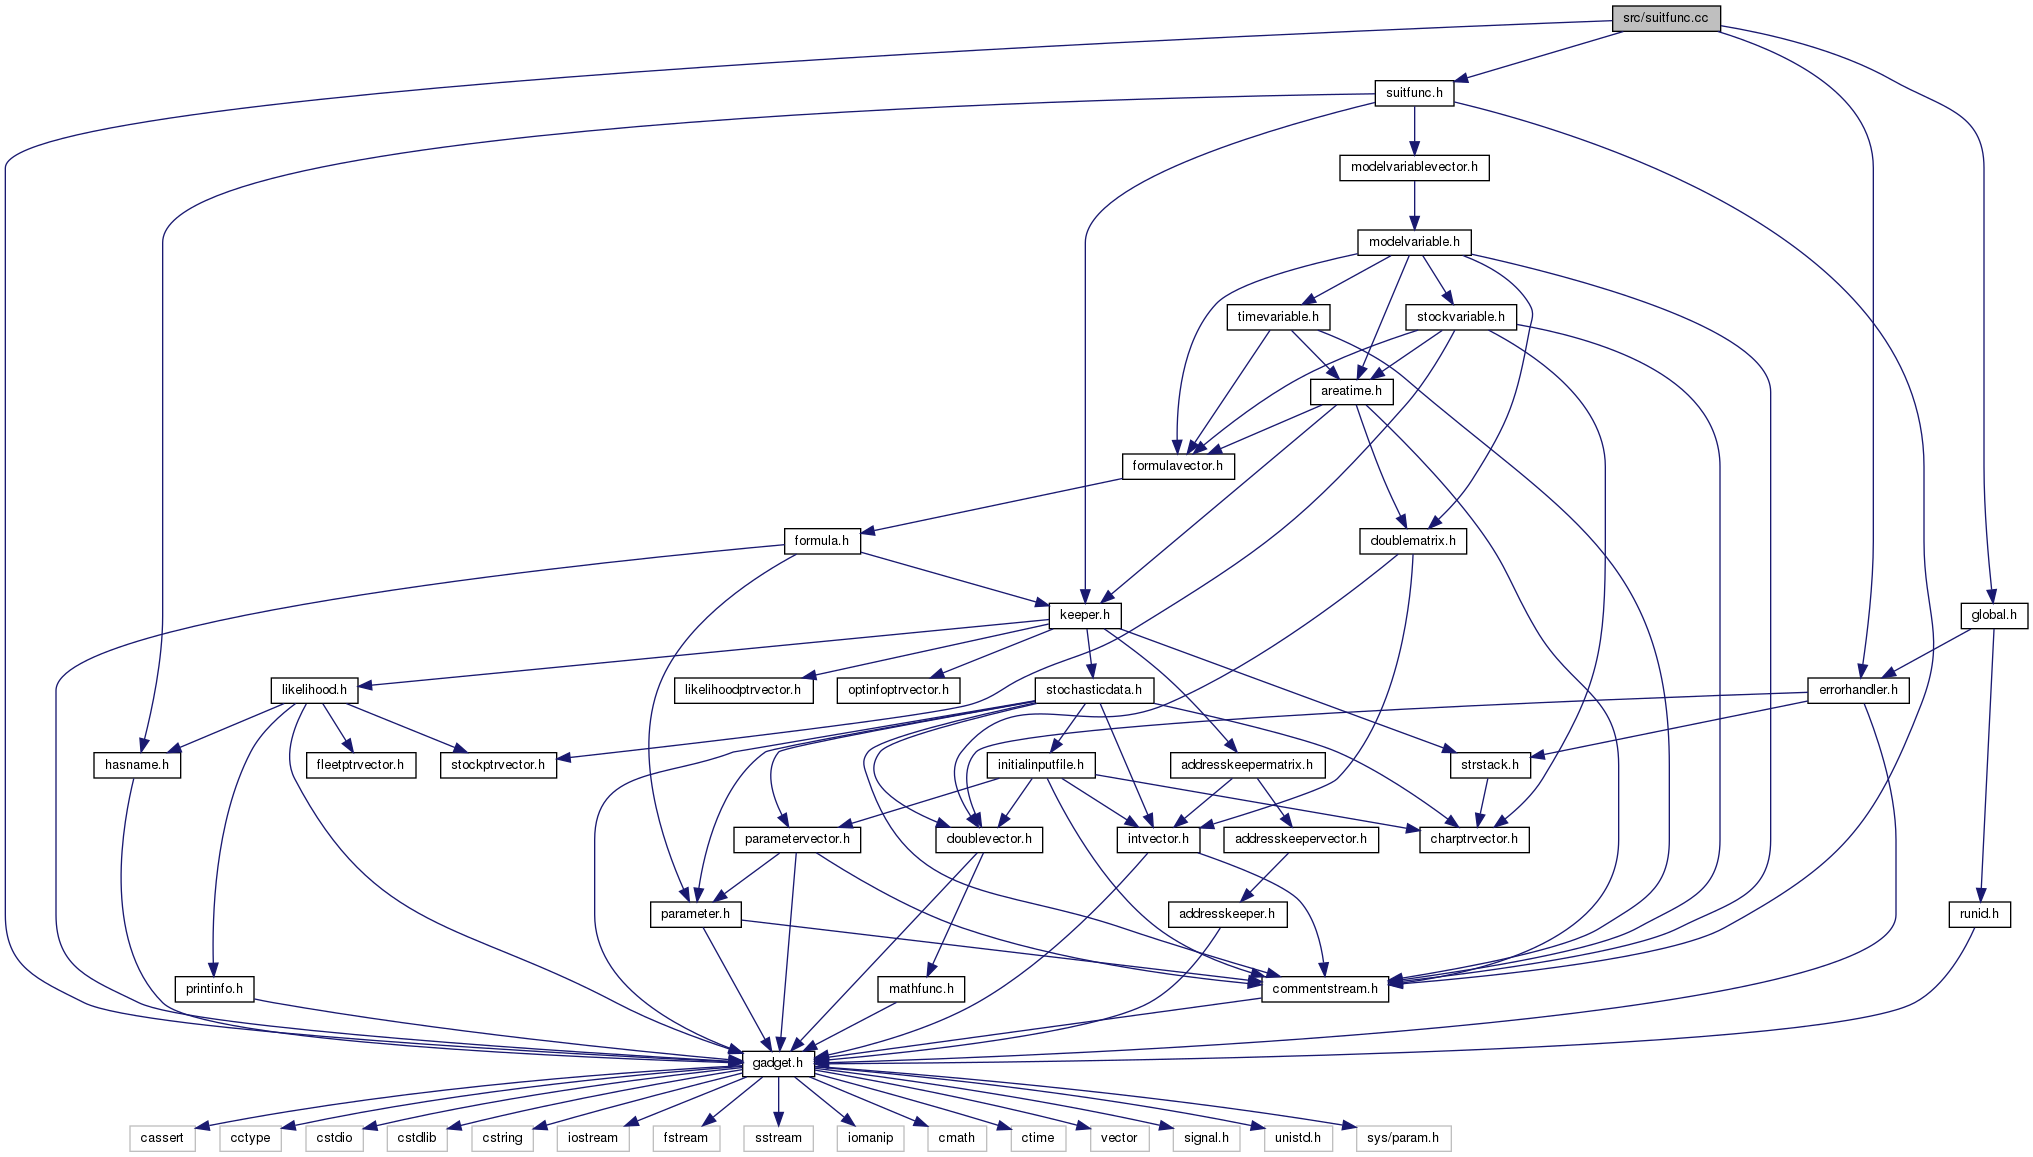 src/suitfunc.cc
suitfunc.h
modelvariablevector.h
modelvariable.h
timevariable.h
stockvariable.h
areatime.h
formulavector.h
formula.h
doublematrix.h
keeper.h
global.h
likelihood.h
likelihoodptrvector.h
optinfoptrvector.h
stochasticdata.h
errorhandler.h
hasname.h
fleetptrvector.h
stockptrvector.h
initialinputfile.h
addresskeepermatrix.h
strstack.h
parametervector.h
doublevector.h
intvector.h
addresskeepervector.h
charptrvector.h
parameter.h
addresskeeper.h
runid.h
printinfo.h
mathfunc.h
commentstream.h
gadget.h
cassert
cctype
cstdio
cstdlib
cstring
iostream
fstream
sstream
iomanip
cmath
ctime
vector
signal.h
unistd.h
sys/param.h